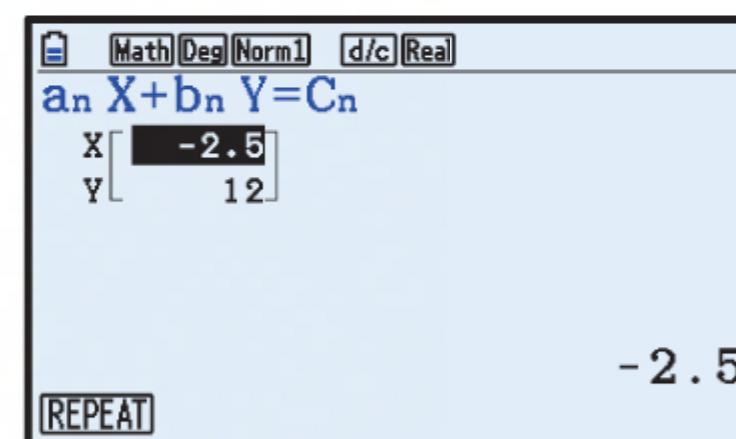 Math Deg Norm1 d/c Real
an X+bn Y=Cn
X[ -2.5]
Y[ 12]
-2.5
REPEAT